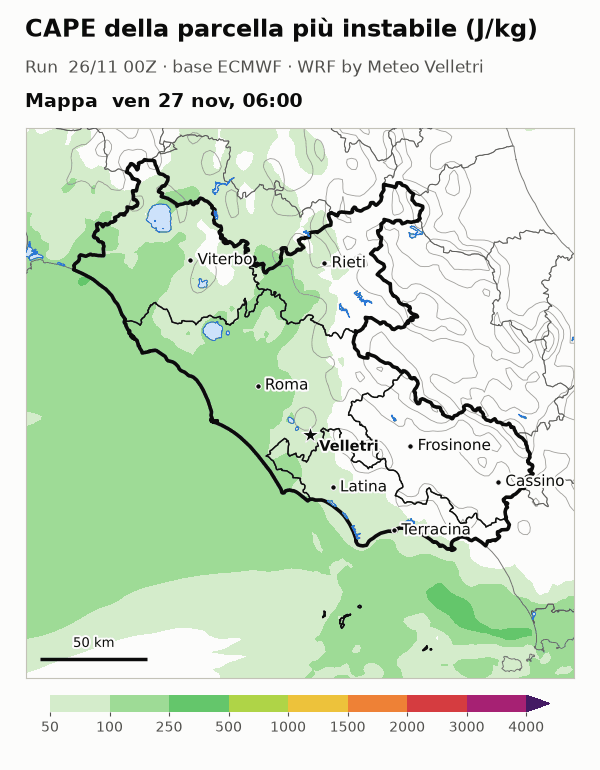 CAPE della parcella più instabile (J/kg)
Run 26/11 00Z · base ECMWF · WRF by Meteo Velletri
Mappa ven 27 nov, 06:00
Viterbo
Rieti
Roma
Velletri
Frosinone
Cassino
Latina
Terracina
50 km
50 100 250 500 1000 1500 2000 3000 4000